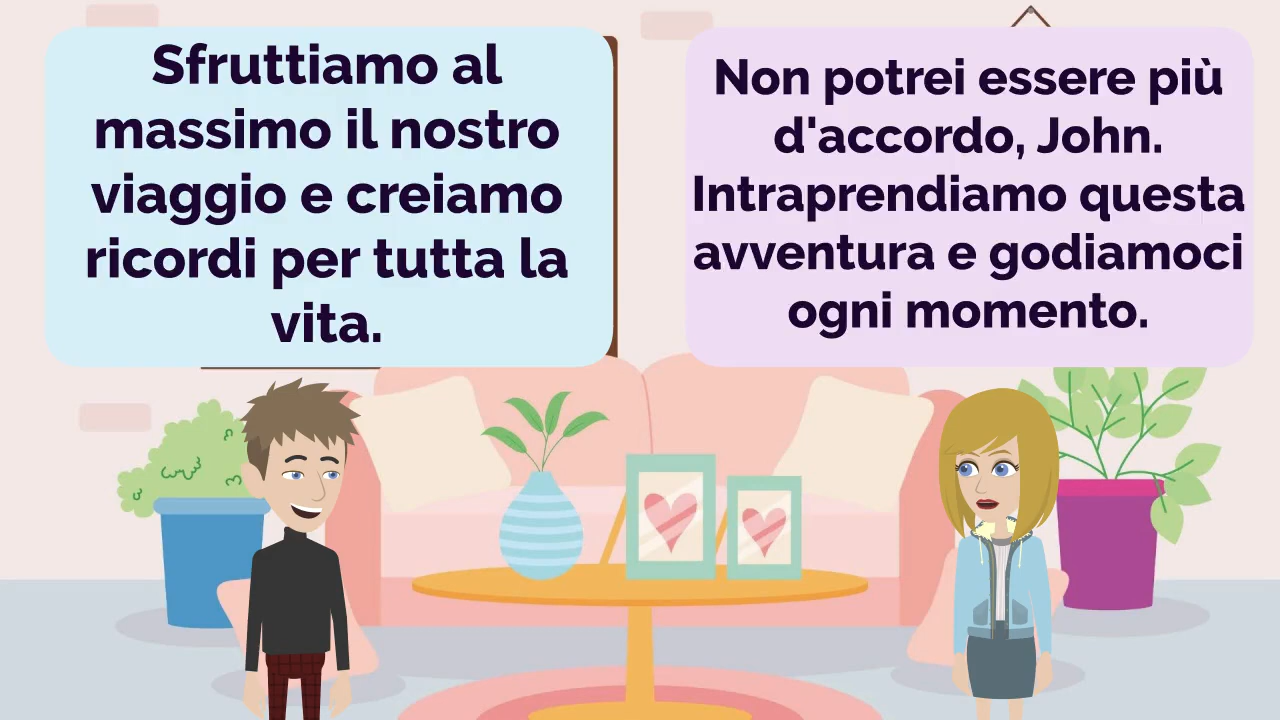 Sfruttiamo al
massimo il nostro
viaggio e creiamo
ricordi per tutta la
vita.
Non potrei essere più
d'accordo, John.
Intraprendiamo questa
avventura e godiamoci
ogni momento.